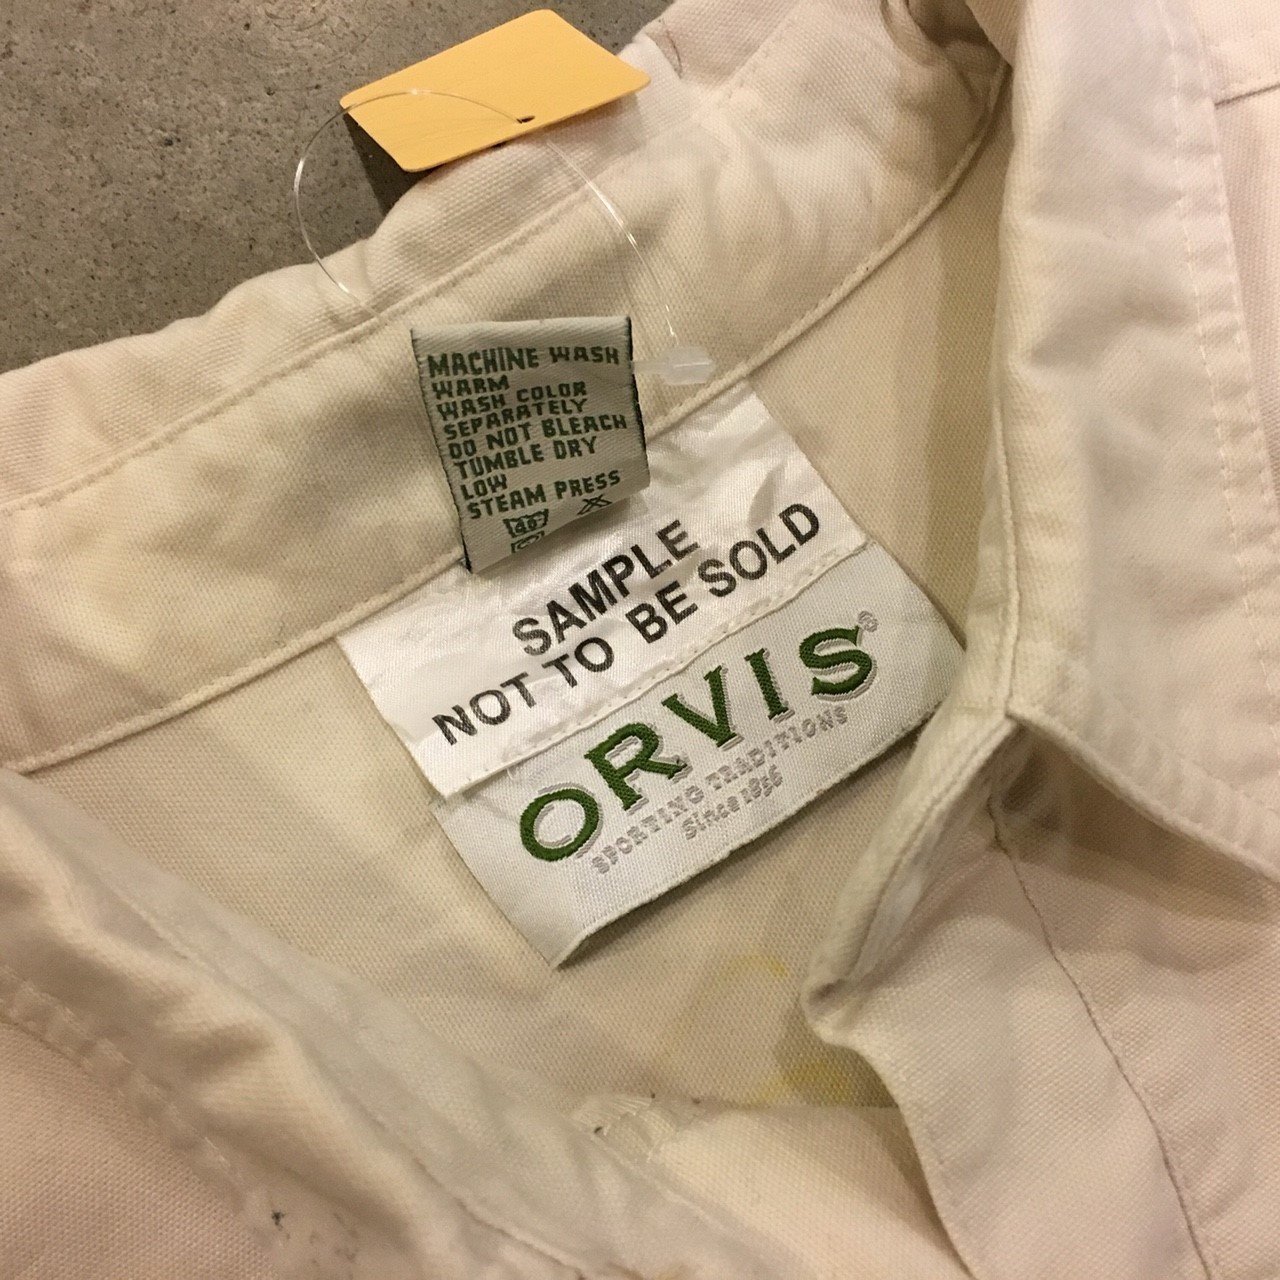 MACHINE WASH
WARM
WASH COLOR
SEPARATELY
DO NOT BLEACH
TUMBLE DRY
LOW
STEAM PRESS
40
SAMPLE
NOT TO BE SOLD
ORVIS®
SPORTING TRADITIONS
Since 1856